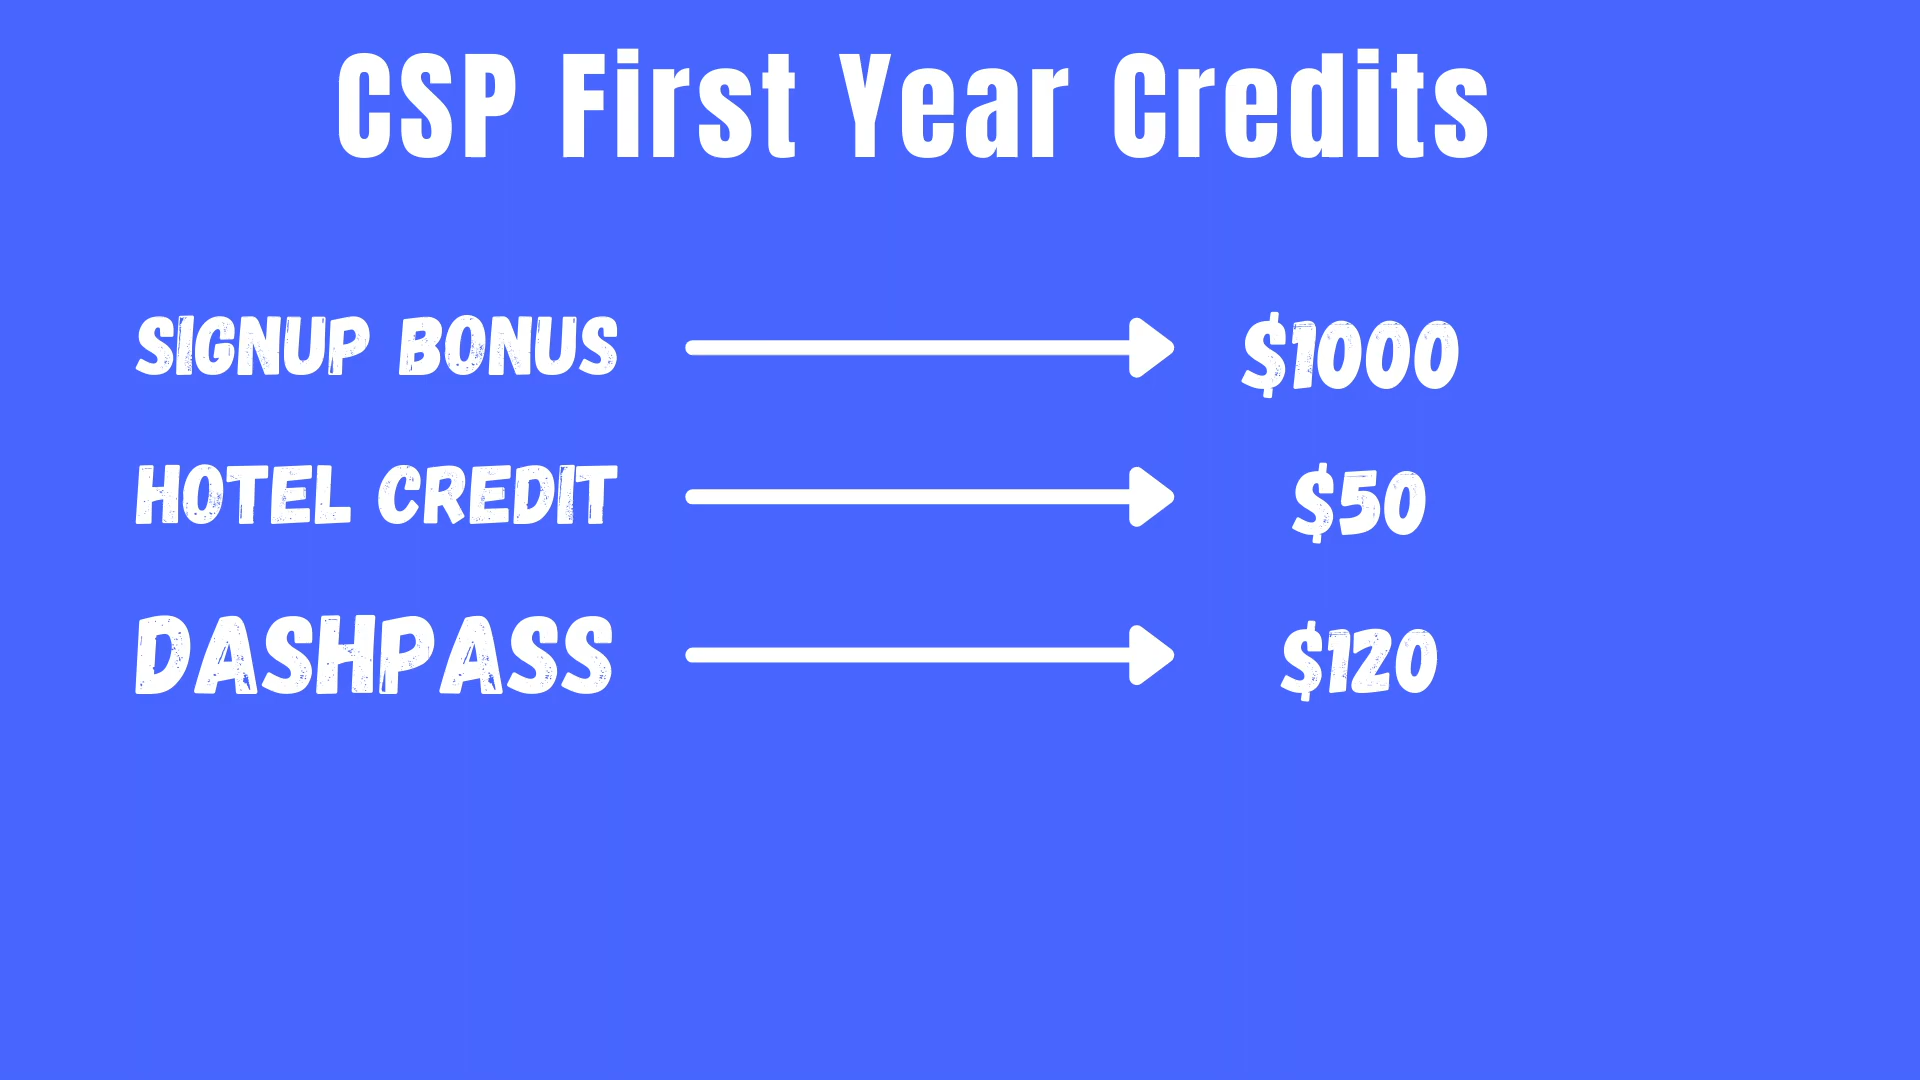 CSP First Year Credits
SIGNUP BONUS $1000
HOTEL CREDIT $50
DASHPASS $120